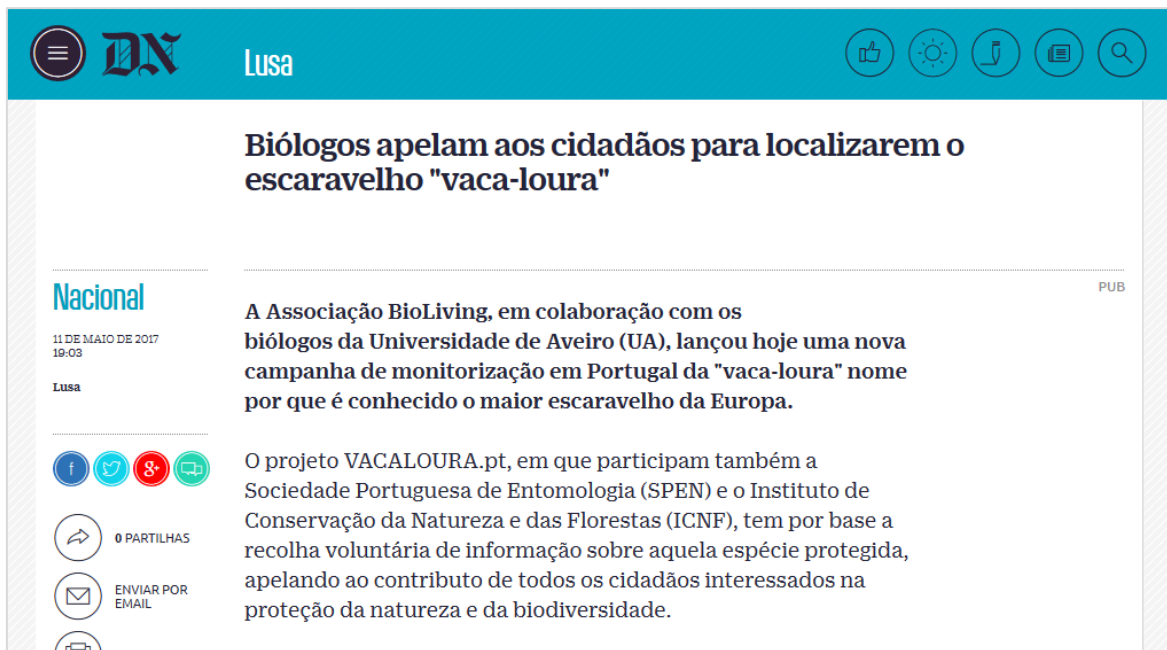 DN
Lusa
Biólogos apelam aos cidadãos para localizarem o
escaravelho "vaca-loura"
Nacional
11 DE MAIO DE 2017
19:03
Lusa
f
g+
0 PARTILHAS
ENVIAR POR
EMAIL
PUB
A Associação BioLiving, em colaboração com os
biólogos da Universidade de Aveiro (UA), lançou hoje uma nova
campanha de monitorização em Portugal da "vaca-loura" nome
por que é conhecido o maior escaravelho da Europa.
O projeto VACALOURA.pt, em que participam também a
Sociedade Portuguesa de Entomologia (SPEN) e o Instituto de
Conservação da Natureza e das Florestas (ICNF), tem por base a
recolha voluntária de informação sobre aquela espécie protegida,
apelando ao contributo de todos os cidadãos interessados na
proteção da natureza e da biodiversidade.